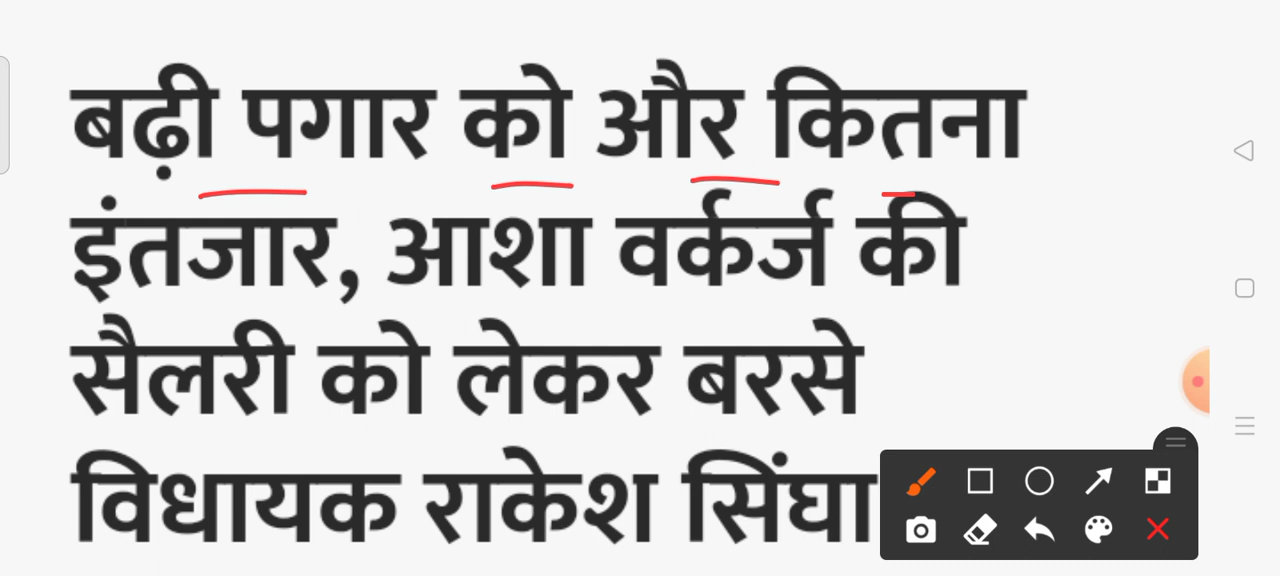 बढ़ी पगार को और कितना
इंतजार, आशा वर्कर्ज की
सैलरी को लेकर बरसे
विधायक राकेश सिंघा